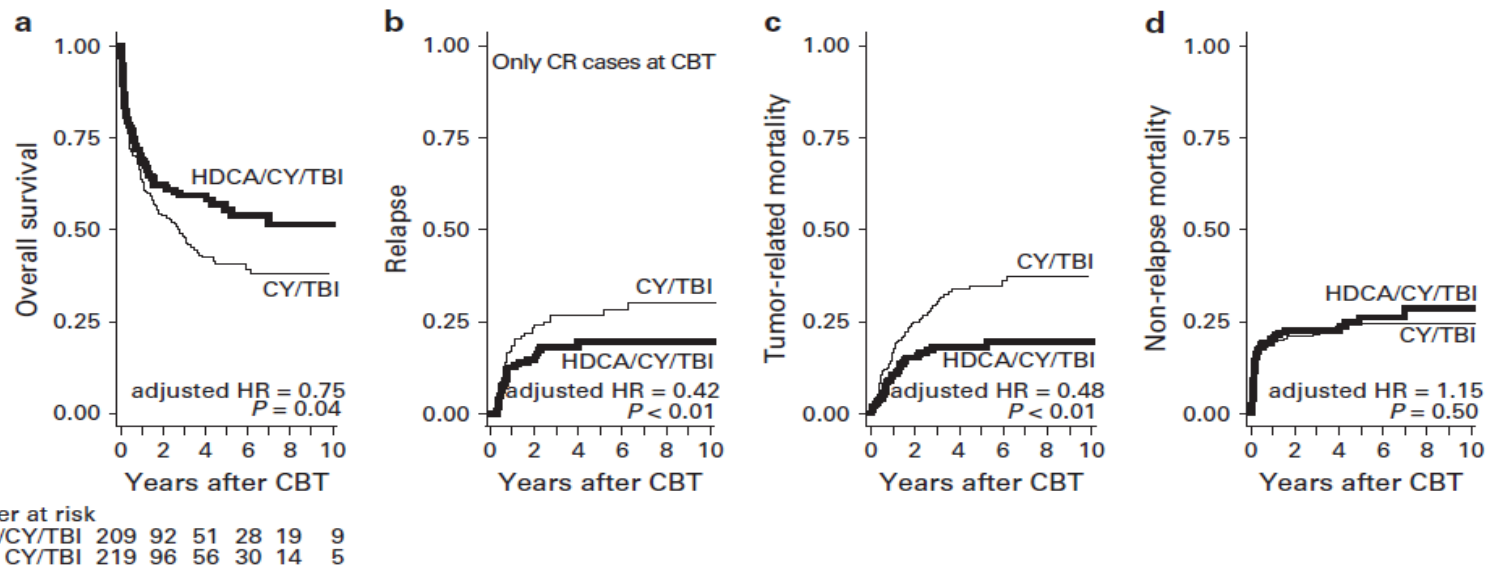 a
1.00
0.75
0.50
0.25
0.00
Overall survival
HDCA/CY/TBI
CY/TBI
adjusted HR = 0.75
P = 0.04
0 2 4 6 8 10
Years after CBT
er at risk
/CY/TBI 209 92 51 28 19 9
CY/TBI 219 96 56 30 14 5
b
1.00
0.75
0.50
0.25
0.00
Relapse
Only CR cases at CBT
CY/TBI
HDCA/CY/TBI
adjusted HR = 0.42
P < 0.01
0 2 4 6 8 10
Years after CBT
c
1.00
0.75
0.50
0.25
0.00
Tumor-related mortality
CY/TBI
HDCA/CY/TBI
adjusted HR = 0.48
P < 0.01
0 2 4 6 8 10
Years after CBT
d
1.00
0.75
0.50
0.25
0.00
Non-relapse mortality
HDCA/CY/TBI
CY/TBI
adjusted HR = 1.15
P = 0.50
0 2 4 6 8 10
Years after CBT